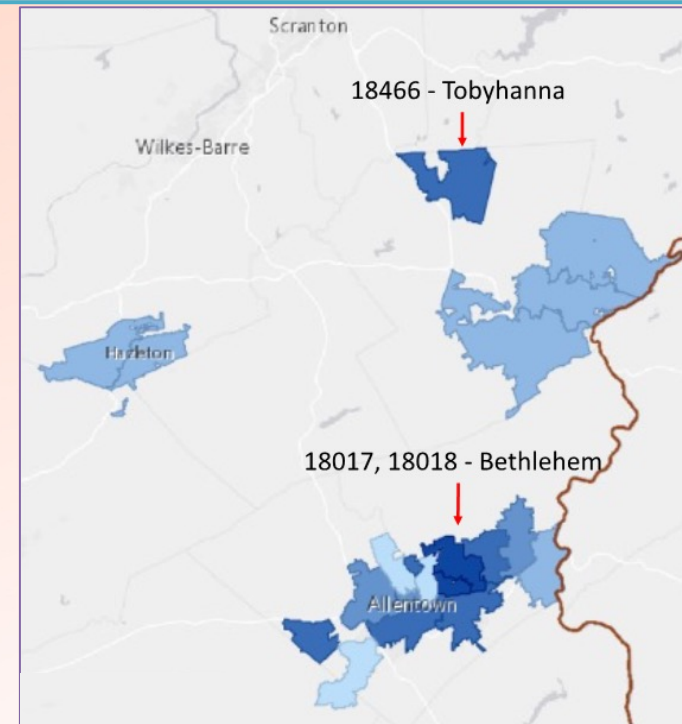 Scranton
18466 - Tobyhanna
Wilkes-Barre
Hazleton
18017, 18018 - Bethlehem
Allentown